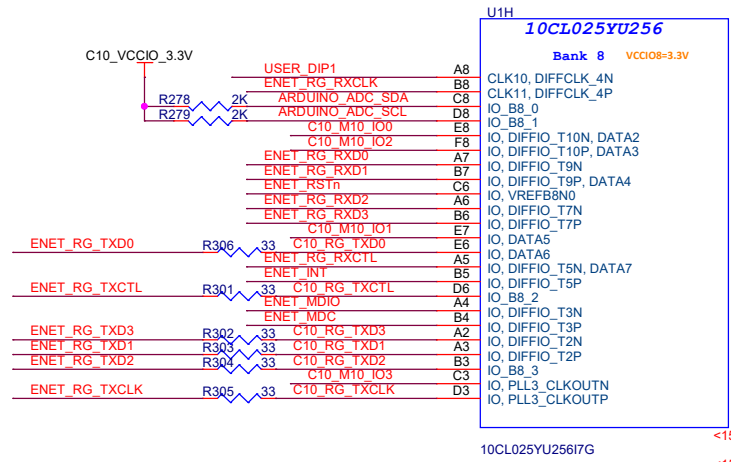 U1H
10CL025YU256
Bank 8 VCCIO8=3.3V
C10_VCCIO_3.3V
USER_DIP1 A8 CLK10, DIFFCLK_4N
ENET_RG_RXCLK B8 CLK11, DIFFCLK_4P
R278 2K ARDUINO_ADC_SDA C8 IO_B8_0
R279 2K ARDUINO_ADC_SCL D8 IO_B8_1
C10_M10_IO0 E8 IO, DIFFIO_T10N, DATA2
C10_M10_IO2 F8 IO, DIFFIO_T10P, DATA3
ENET_RG_RXD0 A7 IO, DIFFIO_T9N
ENET_RG_RXD1 B7 IO, DIFFIO_T9P, DATA4
ENET_RSTn C6 IO, VREFB8N0
ENET_RG_RXD2 A6 IO, DIFFIO_T7N
ENET_RG_RXD3 B6 IO, DIFFIO_T7P
C10_M10_IO1 E7 IO, DATA5
ENET_RG_TXD0 R306 33 C10_RG_TXD0 E6 IO, DATA6
ENET_RG_RXCTL A5 IO, DIFFIO_T5N, DATA7
ENET_INT B5 IO, DIFFIO_T5P
ENET_RG_TXCTL R301 33 C10_RG_TXCTL D6 IO_B8_2
ENET_MDIO A4 IO, DIFFIO_T3N
ENET_MDC B4 IO, DIFFIO_T3P
ENET_RG_TXD3 R302 33 C10_RG_TXD3 A2 IO, DIFFIO_T2N
ENET_RG_TXD1 R303 33 C10_RG_TXD1 A3 IO, DIFFIO_T2P
ENET_RG_TXD2 R304 33 C10_RG_TXD2 B3 IO_B8_3
C10_M10_IO3 C3 IO, PLL3_CLKOUTN
ENET_RG_TXCLK R305 33 C10_RG_TXCLK D3 IO, PLL3_CLKOUTP
10CL025YU256I7G